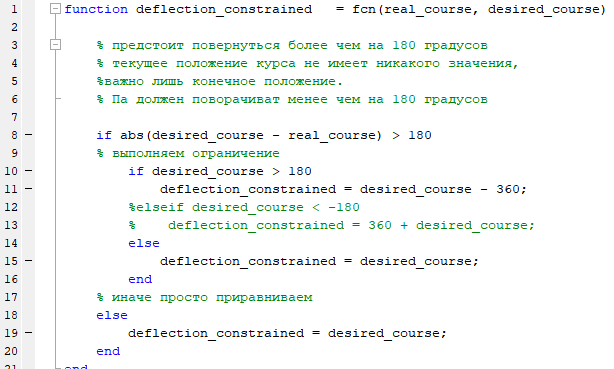 1 function deflection_constrained = fcn(real_course, desired_course)
2
3 % предстоит повернуться более чем на 180 градусов
4 % текущее положение курса не имеет никакого значения,
5 %важно лишь конечное положение.
6 % Па должен поворачиват менее чем на 180 градусов
7
8 if abs(desired_course - real_course) > 180
9 % выполняем ограничение
10 if desired_course > 180
11 deflection_constrained = desired_course - 360;
12 %elseif desired_course < -180
13 % deflection_constrained = 360 + desired_course;
14 else
15 deflection_constrained = desired_course;
16 end
17 % иначе просто приравниваем
18 else
19 deflection_constrained = desired_course;
20 end
21 end